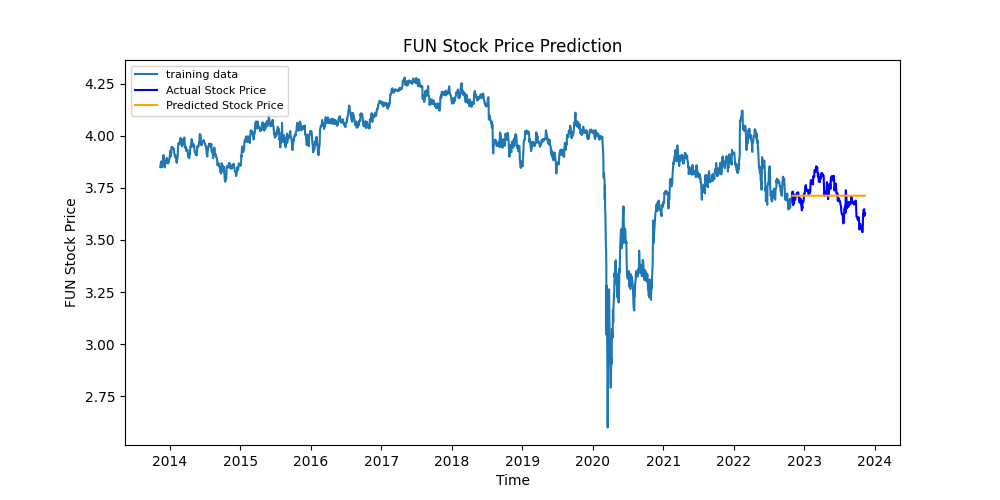 FUN Stock Price Prediction
training data
Actual Stock Price
Predicted Stock Price
FUN Stock Price
4.25
4.00
3.75
3.50
3.25
3.00
2.75
2014 2015 2016 2017 2018 2019 2020 2021 2022 2023 2024
Time